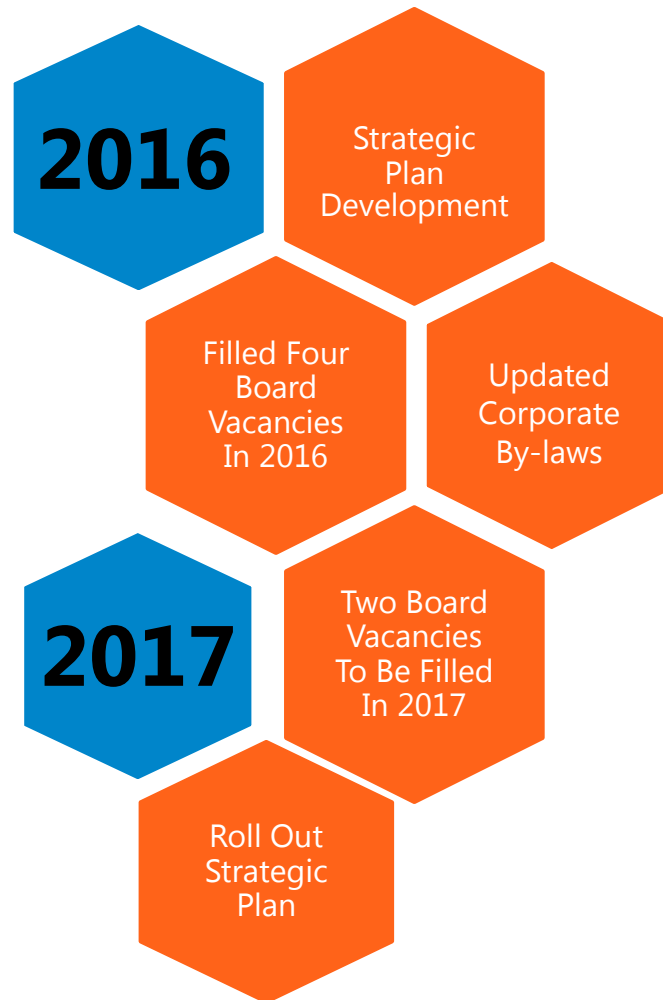 2016
Strategic
Plan
Development
Filled Four
Board
Vacancies
In 2016
Updated
Corporate
By-laws
2017
Two Board
Vacancies
To Be Filled
In 2017
Roll Out
Strategic
Plan